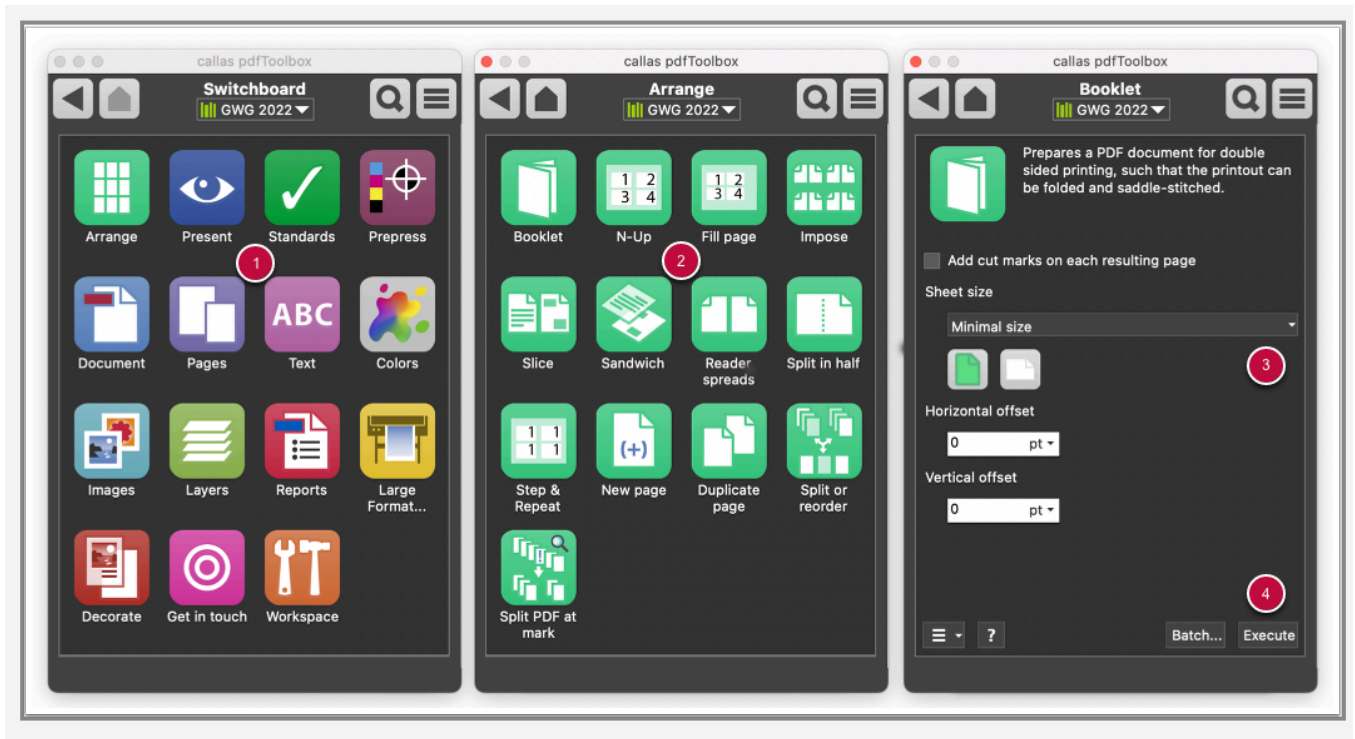 callas pdfToolbox
Switchboard
GWG 2022
Arrange
Present
Standards
Prepress
1
Document
Pages
ABC
Text
Colors
Images
Layers
Reports
Large
Format...
Decorate
Get in touch
Workspace
callas pdfToolbox
Arrange
GWG 2022
1 2
3 4
1 2
3 4
Booklet
N-Up
Fill page
Impose
2
Slice
Sandwich
Reader
spreads
Split in half
1 1
1 1
(+)
Step &
Repeat
New page
Duplicate
page
Split or
reorder
Split PDF at
mark
callas pdfToolbox
Booklet
GWG 2022
Prepares a PDF document for double
sided printing, such that the printout can
be folded and saddle-stitched.
Add cut marks on each resulting page
Sheet size
Minimal size
3
Horizontal offset
0 pt
Vertical offset
0 pt
4
?
Batch...
Execute